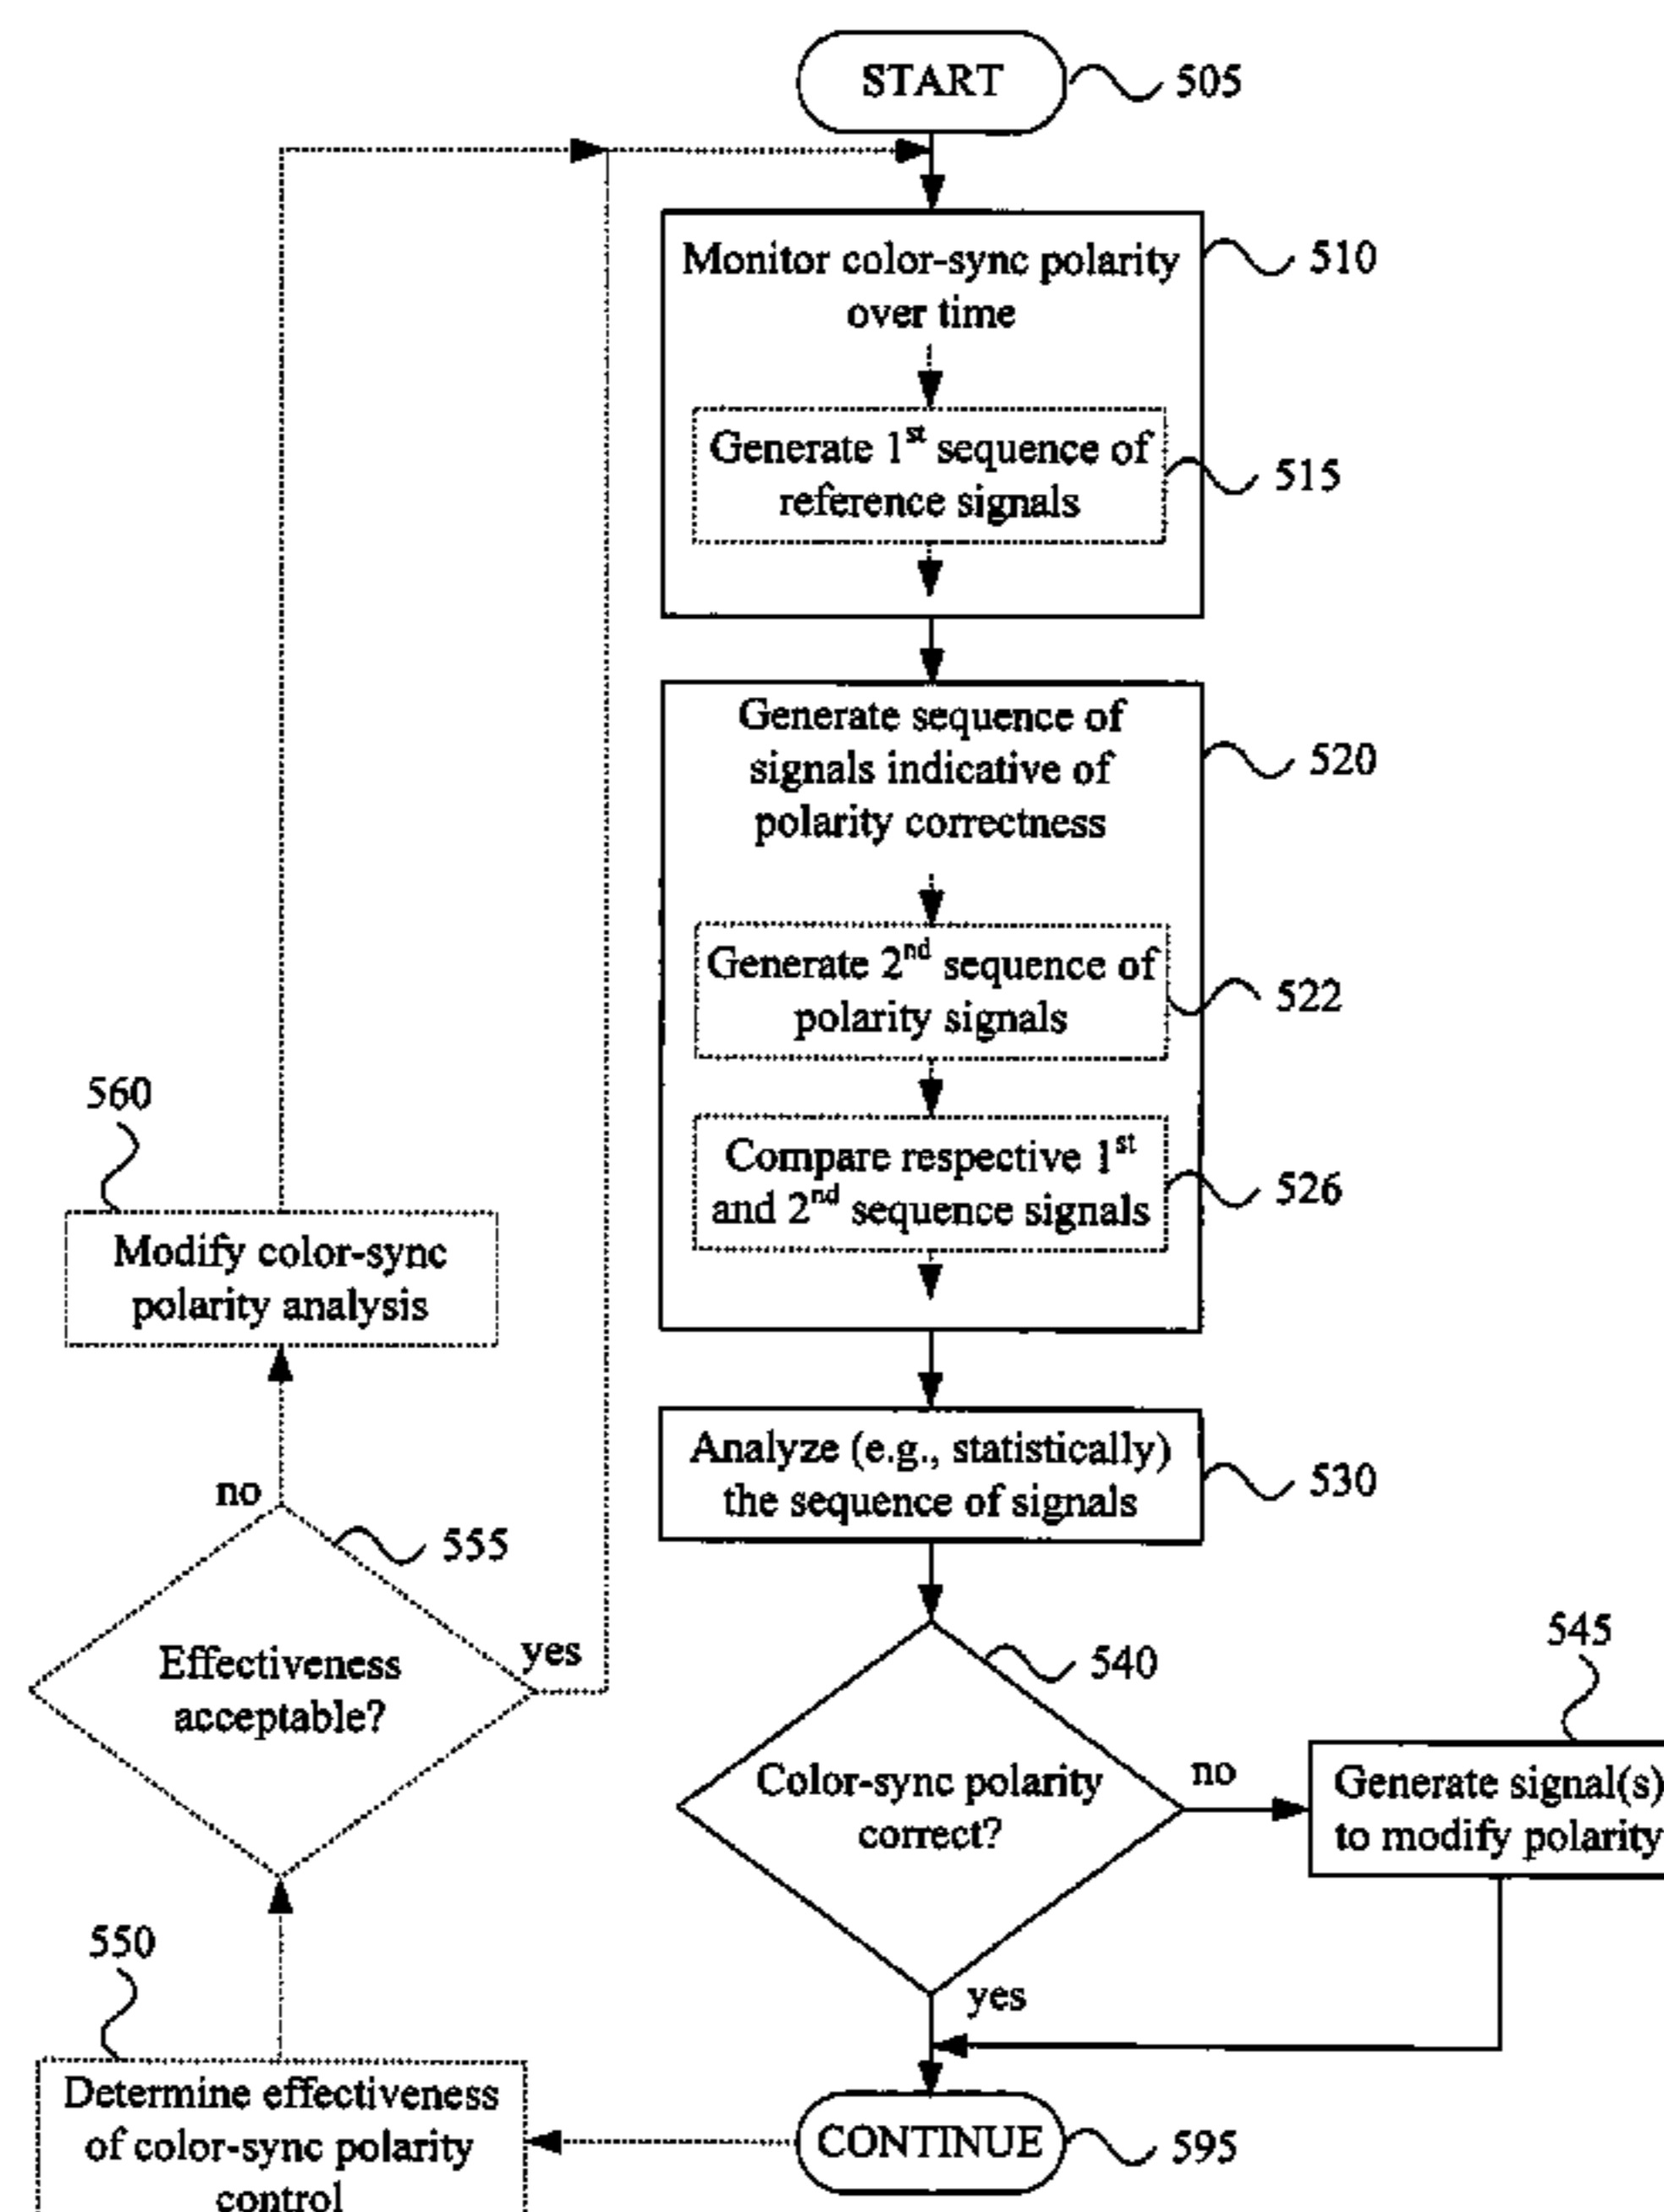 START
505
Monitor color-sync polarity
over time
510
Generate 1st sequence of
reference signals
515
Generate sequence of
signals indicative of
polarity correctness
520
Generate 2nd sequence of
polarity signals
522
Compare respective 1st
and 2nd sequence signals
526
Analyze (e.g., statistically)
the sequence of signals
530
Color-sync polarity
correct?
540
no
yes
545
Generate signal(s)
to modify polarity
CONTINUE
595
550
Determine effectiveness
of color-sync polarity
control
Effectiveness
acceptable?
555
no
yes
560
Modify color-sync
polarity analysis